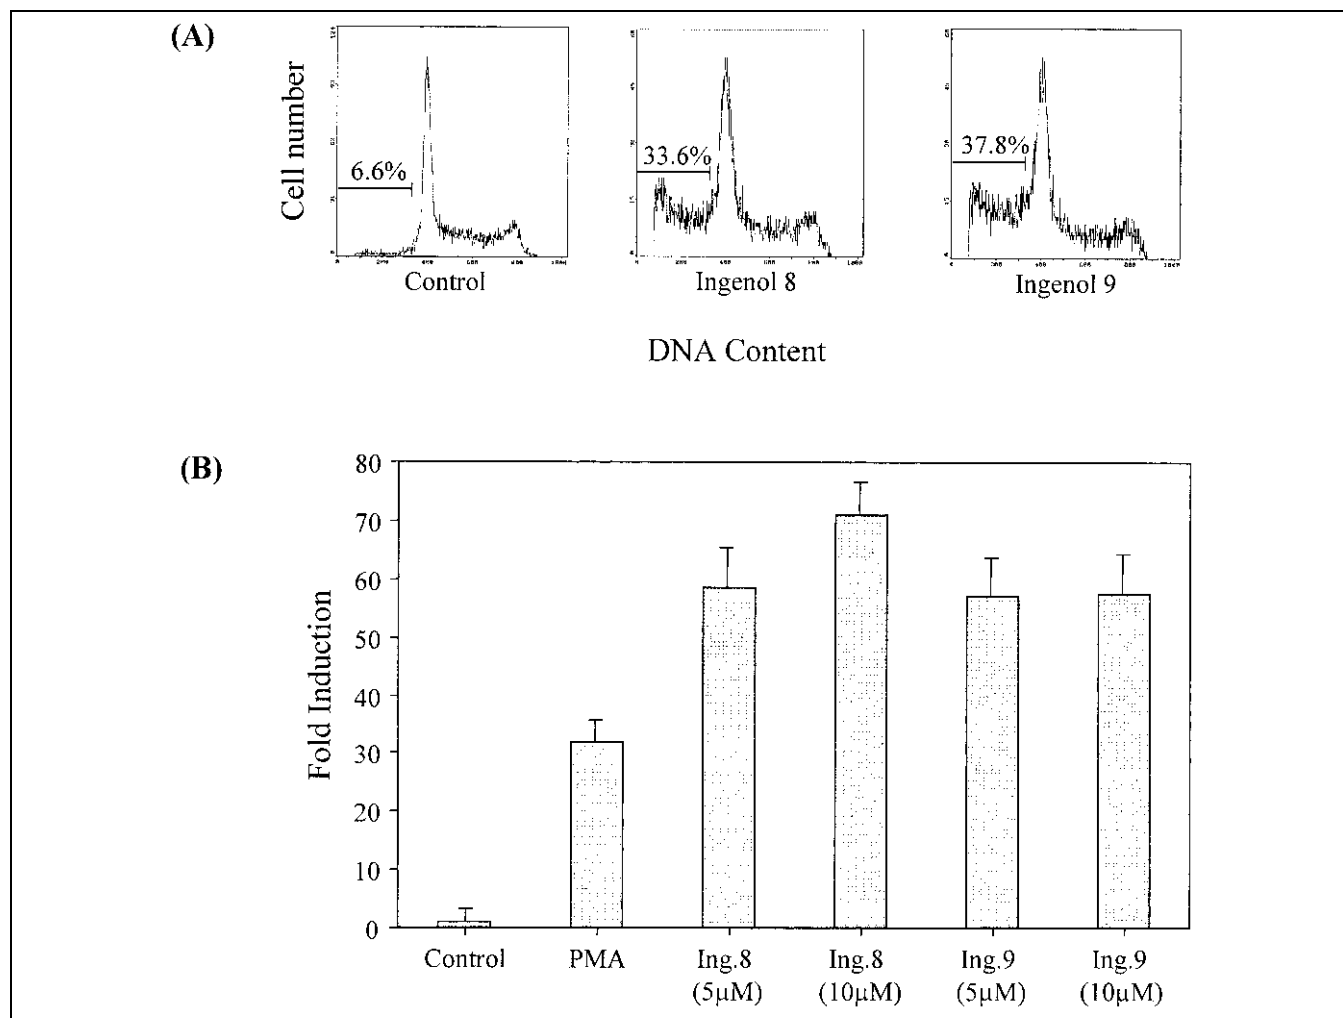 (A)
Cell number
6.6%
33.6%
37.8%
Control
Ingenol 8
Ingenol 9
DNA Content
(B)
Fold Induction
80
70
60
50
40
30
20
10
0
Control
PMA
Ing.8
(5μM)
Ing.8
(10μM)
Ing.9
(5μM)
Ing.9
(10μM)